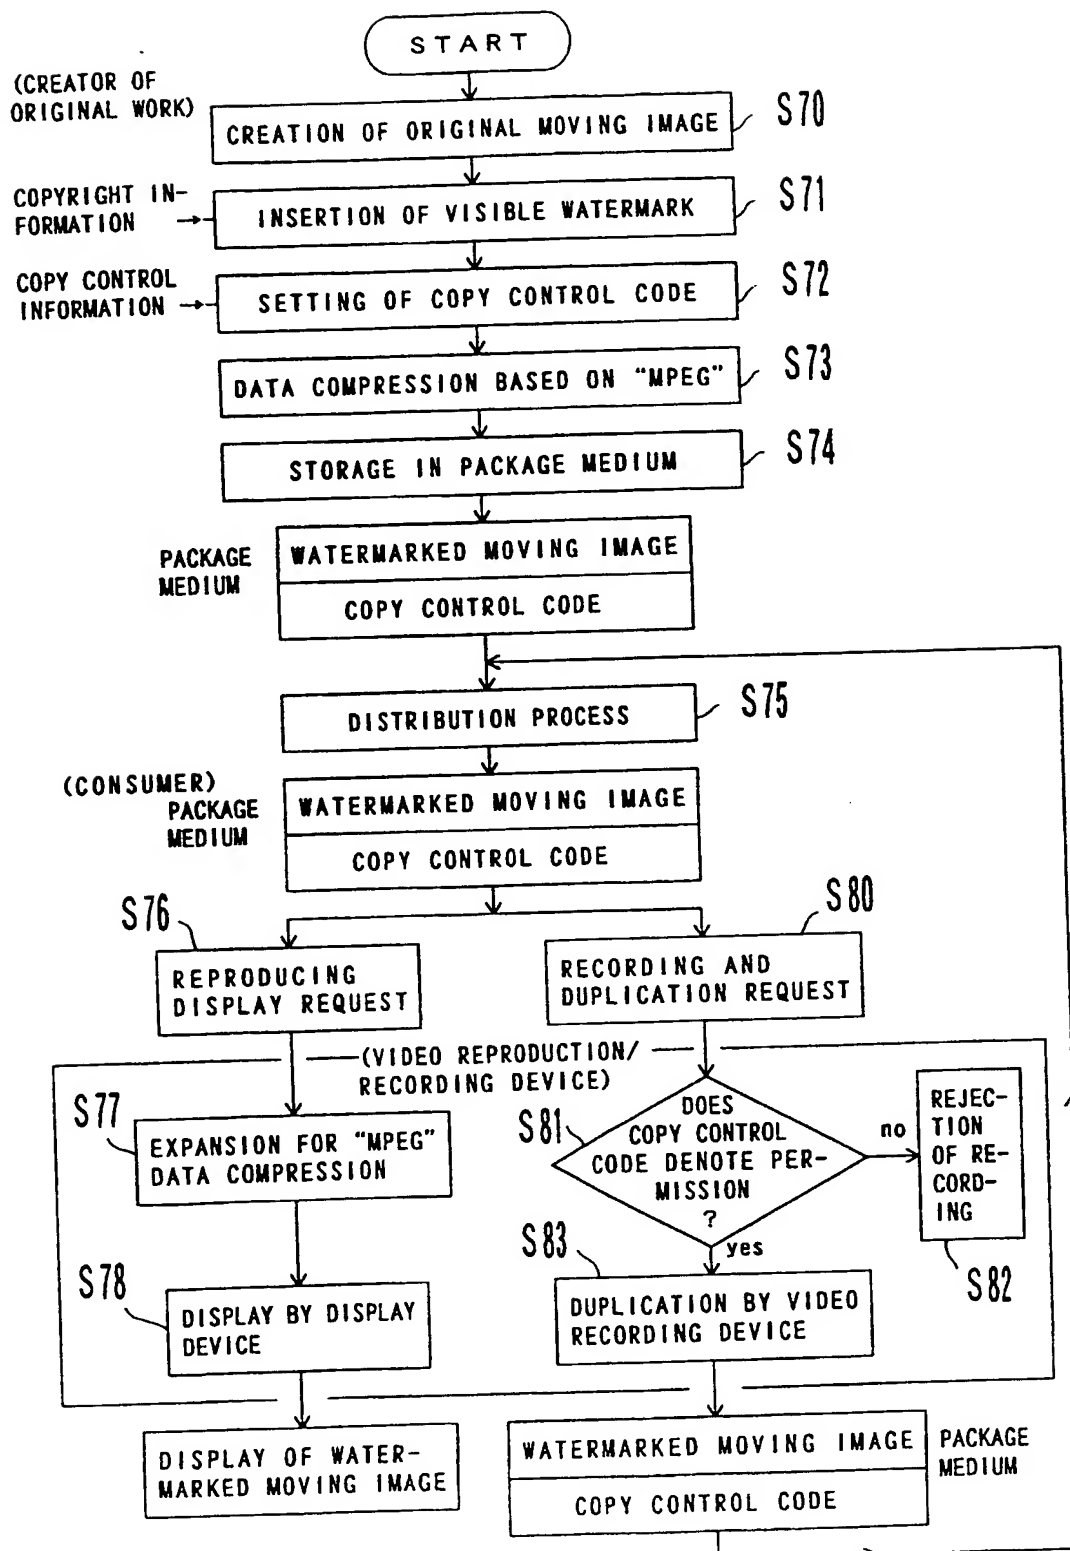 START
(CREATOR OF
ORIGINAL WORK)
CREATION OF ORIGINAL MOVING IMAGE
S70
COPYRIGHT IN-
FORMATION
INSERTION OF VISIBLE WATERMARK
S71
COPY CONTROL
INFORMATION
SETTING OF COPY CONTROL CODE
S72
DATA COMPRESSION BASED ON "MPEG"
S73
STORAGE IN PACKAGE MEDIUM
S74
PACKAGE
MEDIUM
WATERMARKED MOVING IMAGE
COPY CONTROL CODE
DISTRIBUTION PROCESS
S75
(CONSUMER)
PACKAGE
MEDIUM
WATERMARKED MOVING IMAGE
COPY CONTROL CODE
S76
REPRODUCING
DISPLAY REQUEST
S80
RECORDING AND
DUPLICATION REQUEST
(VIDEO REPRODUCTION/
RECORDING DEVICE)
S77
EXPANSION FOR "MPEG"
DATA COMPRESSION
S81
DOES
COPY CONTROL
CODE DENOTE PER-
MISSION
?
no
REJEC-
TION
OF RE-
CORD-
ING
S82
yes
S83
DUPLICATION BY VIDEO
RECORDING DEVICE
S78
DISPLAY BY DISPLAY
DEVICE
DISPLAY OF WATER-
MARKED MOVING IMAGE
WATERMARKED MOVING IMAGE
COPY CONTROL CODE
PACKAGE
MEDIUM